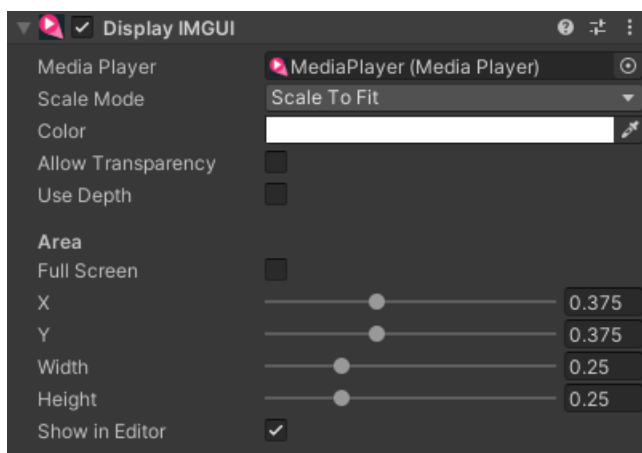 Display IMGUI
Media Player MediaPlayer (Media Player)
Scale Mode Scale To Fit
Color
Allow Transparency
Use Depth
Area
Full Screen
X 0.375
Y 0.375
Width 0.25
Height 0.25
Show in Editor